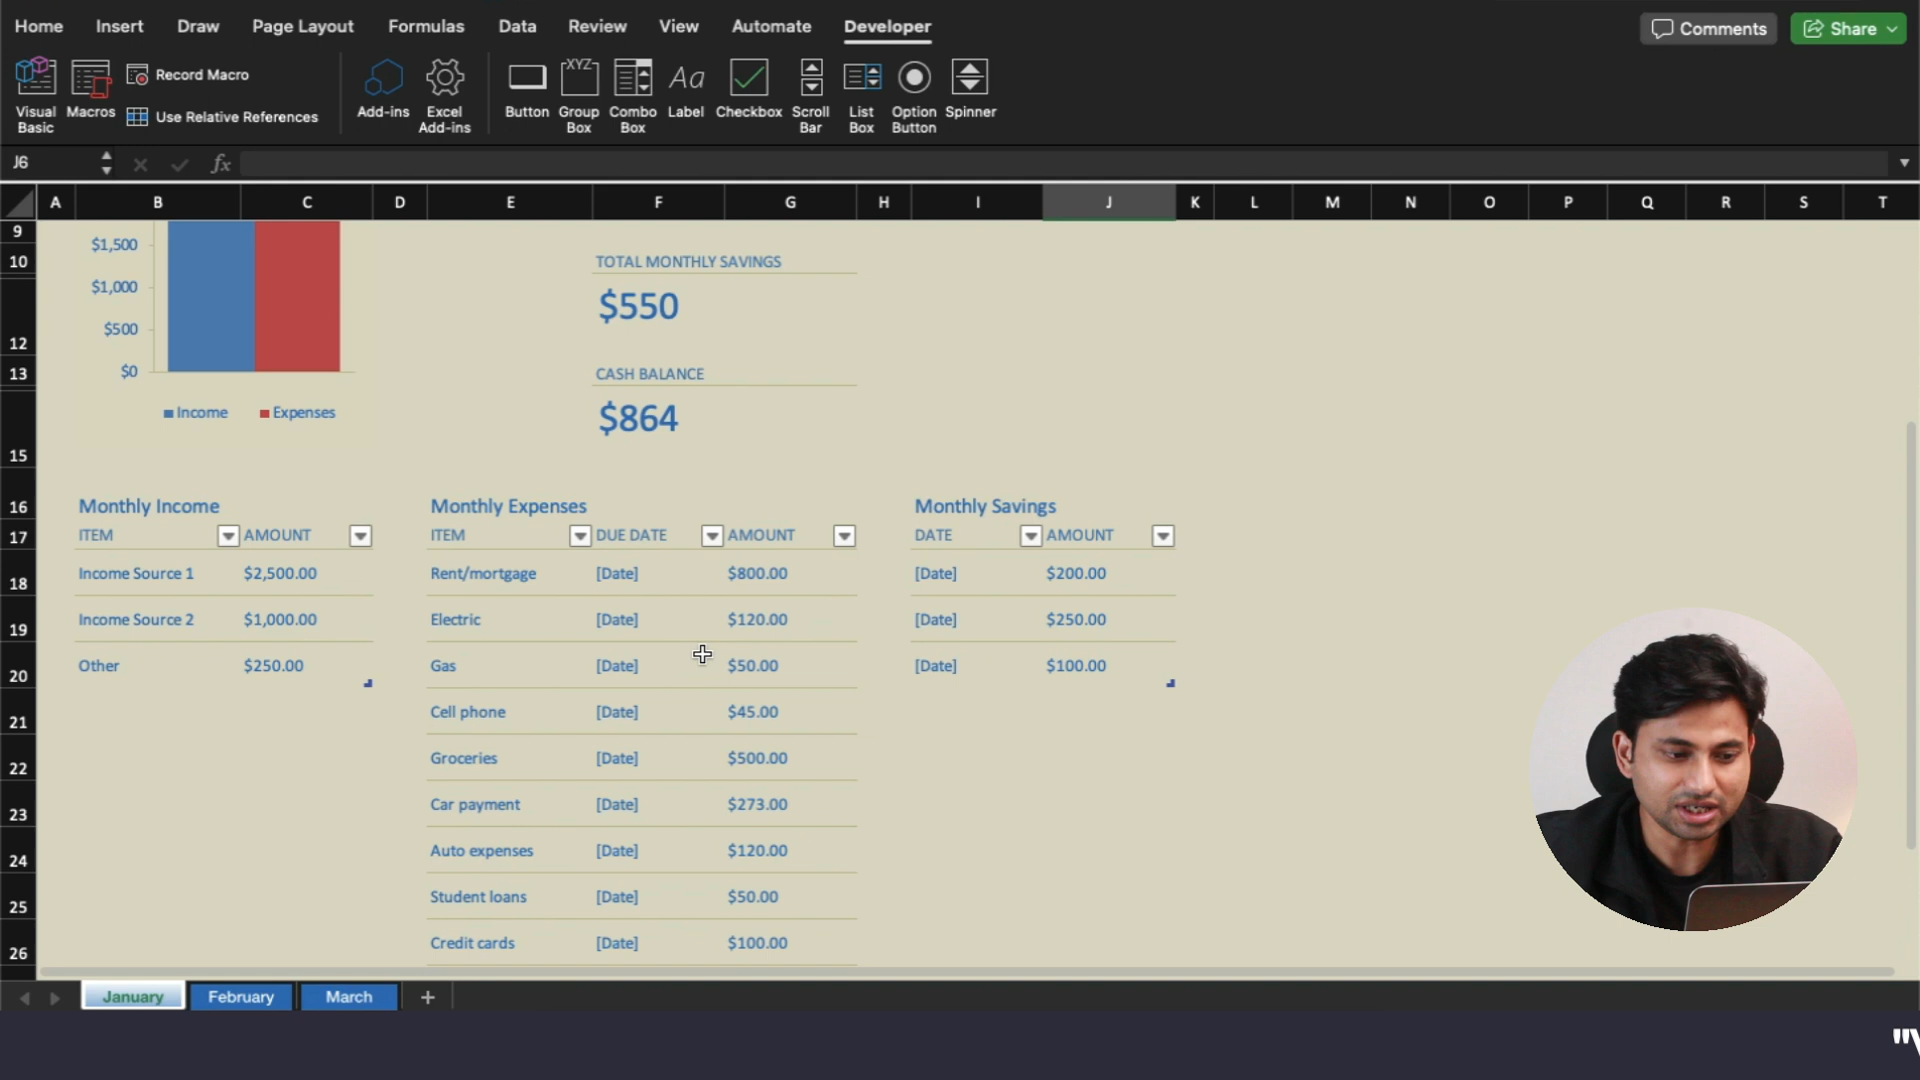 Home Insert Draw Page Layout Formulas Data Review View Automate Developer Comments Share
Visual Basic Macros Record Macro Use Relative References Add-ins Excel Add-ins Button XYZ Group Box Combo Box Aa Label Checkbox Scroll Bar List Box Option Button Spinner
J6 fx
A B C D E F G H I J K L M N O P Q R S T
9
$1,500
10 TOTAL MONTHLY SAVINGS
$1,000
$550
$500
12
$0
13 CASH BALANCE
$864
Income Expenses
15
16 Monthly Income Monthly Expenses Monthly Savings
17 ITEM AMOUNT ITEM DUE DATE AMOUNT DATE AMOUNT
18 Income Source 1 $2,500.00 Rent/mortgage [Date] $800.00 [Date] $200.00
19 Income Source 2 $1,000.00 Electric [Date] $120.00 [Date] $250.00
20 Other $250.00 Gas [Date] $50.00 [Date] $100.00
21 Cell phone [Date] $45.00
22 Groceries [Date] $500.00
23 Car payment [Date] $273.00
24 Auto expenses [Date] $120.00
25 Student loans [Date] $50.00
26 Credit cards [Date] $100.00
January February March +